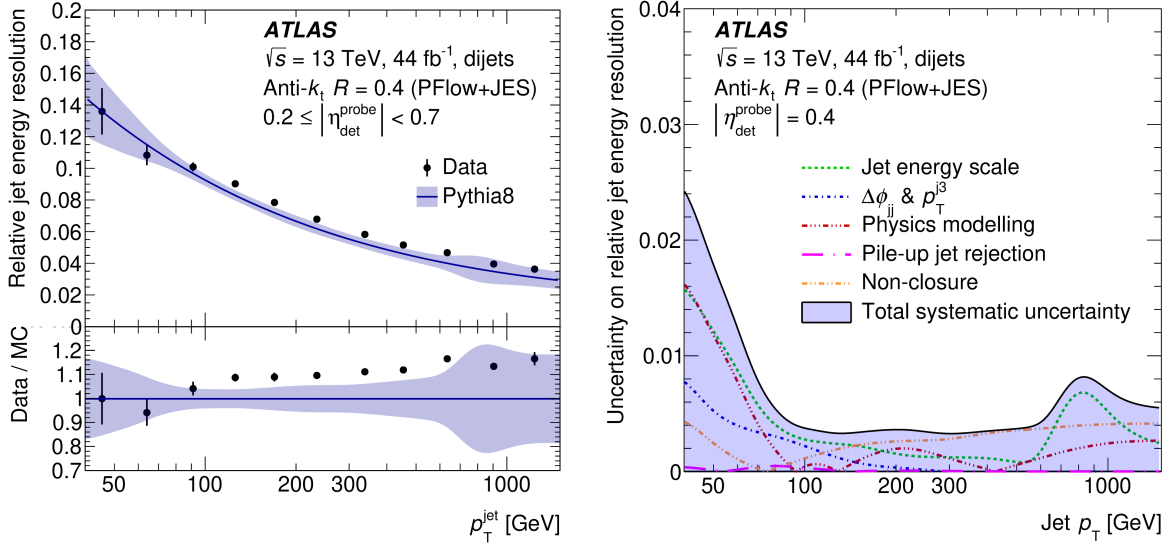 Relative jet energy resolution
0.2
0.18
0.16
0.14
0.12
0.1
0.08
0.06
0.04
0.02
0
ATLAS
√s = 13 TeV, 44 fb⁻¹, dijets
Anti-kₜ R = 0.4 (PFlow+JES)
0.2 ≤ |η_det^probe| < 0.7
Data
Pythia8
Data / MC
1.2
1.1
1
0.9
0.8
0.7
50 100 200 300 1000
p_T^jet [GeV]
Uncertainty on relative jet energy resolution
0.04
0.03
0.02
0.01
0
ATLAS
√s = 13 TeV, 44 fb⁻¹, dijets
Anti-kₜ R = 0.4 (PFlow+JES)
|η_det^probe| = 0.4
Jet energy scale
Δϕ_jj & p_T^j3
Physics modelling
Pile-up jet rejection
Non-closure
Total systematic uncertainty
50 100 200 300 1000
Jet p_T [GeV]